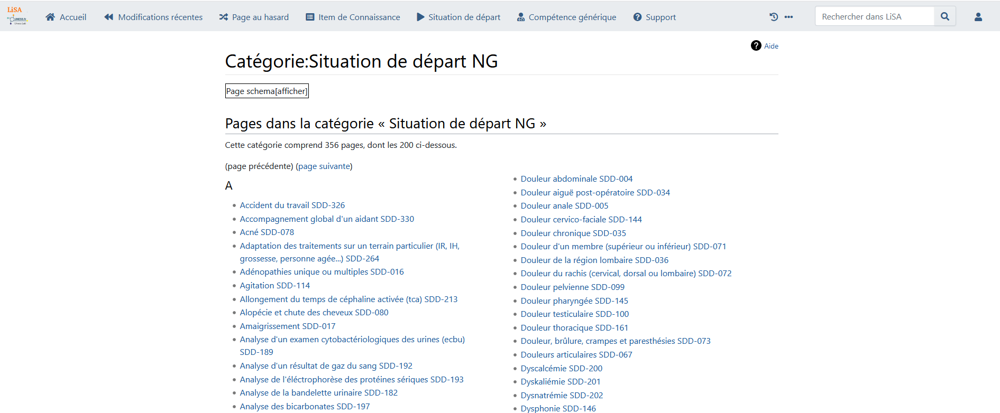 LiSA
UNESS.fr
Uness Lab
Accueil
Modifications récentes
Page au hasard
Item de Connaissance
Situation de départ
Compétence générique
Support
Rechercher dans LiSA
Aide
Catégorie:Situation de départ NG
Page schema[afficher]
Pages dans la catégorie « Situation de départ NG »
Cette catégorie comprend 356 pages, dont les 200 ci-dessous.
(page précédente) (page suivante)
A
Accident du travail SDD-326
Accompagnement global d'un aidant SDD-330
Acné SDD-078
Adaptation des traitements sur un terrain particulier (IR, IH,
grossesse, personne agée...) SDD-264
Adénopathies unique ou multiples SDD-016
Agitation SDD-114
Allongement du temps de céphaline activée (tca) SDD-213
Alopécie et chute des cheveux SDD-080
Amaigrissement SDD-017
Analyse d'un examen cytobactériologiques des urines (ecbu)
SDD-189
Analyse d'un résultat de gaz du sang SDD-192
Analyse de l'éléctrophorèse des protéines sériques SDD-193
Analyse de la bandelette urinaire SDD-182
Analyse des bicarbonates SDD-197
Douleur abdominale SDD-004
Douleur aiguë post-opératoire SDD-034
Douleur anale SDD-005
Douleur cervico-faciale SDD-144
Douleur chronique SDD-035
Douleur d'un membre (supérieur ou inférieur) SDD-071
Douleur de la région lombaire SDD-036
Douleur du rachis (cervical, dorsal ou lombaire) SDD-072
Douleur pelvienne SDD-099
Douleur pharyngée SDD-145
Douleur testiculaire SDD-100
Douleur thoracique SDD-161
Douleur, brûlure, crampes et paresthésies SDD-073
Douleurs articulaires SDD-067
Dyscalcémie SDD-200
Dyskaliémie SDD-201
Dysnatrémie SDD-202
Dysphonie SDD-146